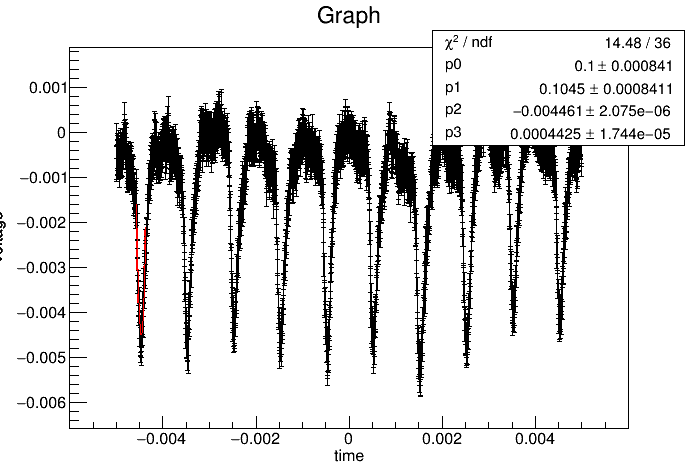 Graph
χ² / ndf 14.48 / 36
p0 0.1 ± 0.000841
p1 0.1045 ± 0.0008411
p2 −0.004461 ± 2.075e−06
p3 0.0004425 ± 1.744e−05
0.001
0
−0.001
−0.002
−0.003
−0.004
−0.005
−0.006
−0.004 −0.002 0 0.002 0.004
time